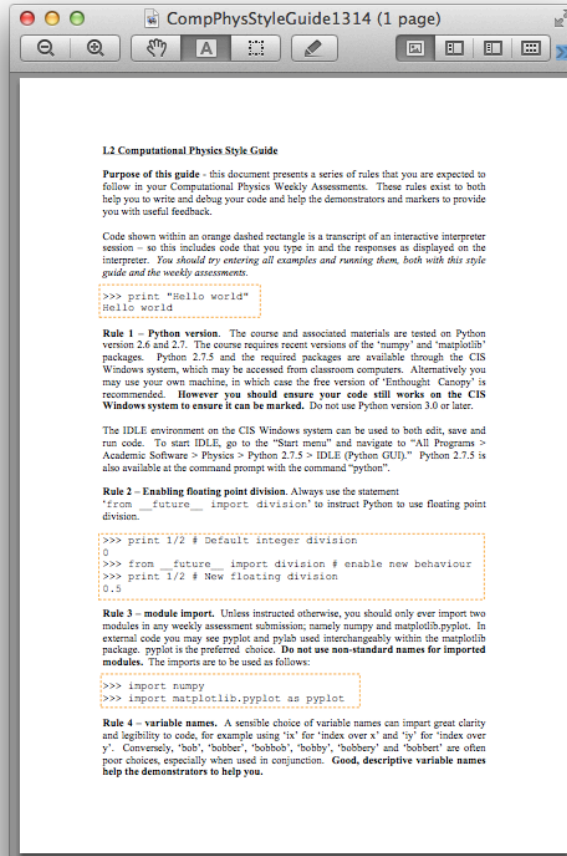 CompPhysStyleGuide1314 (1 page)
A
L2 Computational Physics Style Guide
Purpose of this guide - this document presents a series of rules that you are expected to
follow in your Computational Physics Weekly Assessments. These rules exist to both
help you to write and debug your code and help the demonstrators and markers to provide
you with useful feedback.
Code shown within an orange dashed rectangle is a transcript of an interactive interpreter
session – so this includes code that you type in and the responses as displayed on the
interpreter. You should try entering all examples and running them, both with this style
guide and the weekly assessments.
>>> print "Hello world"
Hello world
Rule 1 – Python version. The course and associated materials are tested on Python
version 2.6 and 2.7. The course requires recent versions of the 'numpy' and 'matplotlib'
packages. Python 2.7.5 and the required packages are available through the CIS
Windows system, which may be accessed from classroom computers. Alternatively you
may use your own machine, in which case the free version of 'Enthought Canopy' is
recommended. However you should ensure your code still works on the CIS
Windows system to ensure it can be marked. Do not use Python version 3.0 or later.
The IDLE environment on the CIS Windows system can be used to both edit, save and
run code. To start IDLE, go to the "Start menu" and navigate to "All Programs >
Academic Software > Physics > Python 2.7.5 > IDLE (Python GUI)." Python 2.7.5 is
also available at the command prompt with the command "python".
Rule 2 – Enabling floating point division. Always use the statement
'from __future__ import division' to instruct Python to use floating point
division.
>>> print 1/2 # Default integer division
0
>>> from __future__ import division # enable new behaviour
>>> print 1/2 # New floating division
0.5
Rule 3 – module import. Unless instructed otherwise, you should only ever import two
modules in any weekly assessment submission; namely numpy and matplotlib.pyplot. In
external code you may see pyplot and pylab used interchangeably within the matplotlib
package. pyplot is the preferred choice. Do not use non-standard names for imported
modules. The imports are to be used as follows:
>>> import numpy
>>> import matplotlib.pyplot as pyplot
Rule 4 – variable names. A sensible choice of variable names can impart great clarity
and legibility to code, for example using 'ix' for 'index over x' and 'iy' for 'index over
y'. Conversely, 'bob', 'bobber', 'bobbob', 'bobby', 'bobbery' and 'bobbert' are often
poor choices, especially when used in conjunction. Good, descriptive variable names
help the demonstrators to help you.